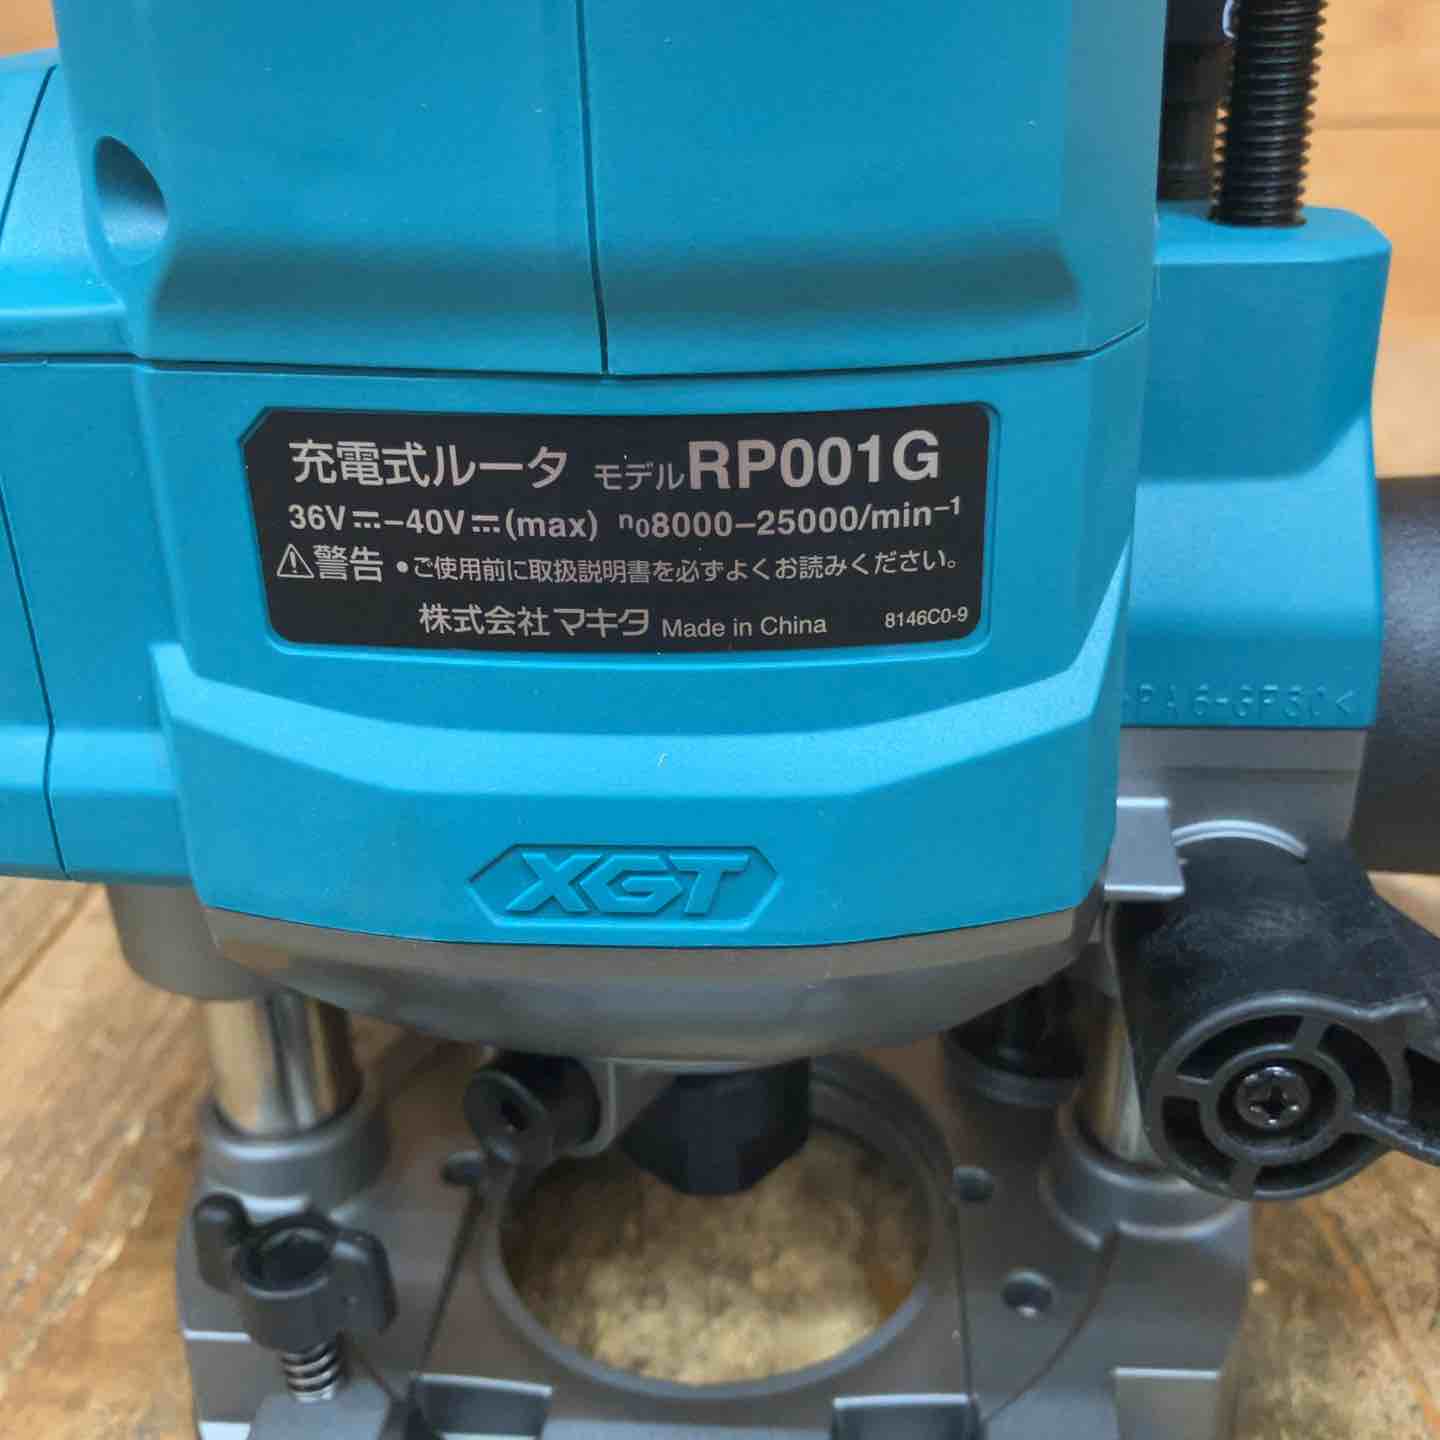 充電式ルータ モデルRP001G
36V⎓–40V⎓(max) n₀8000–25000/min⁻¹
⚠警告 ●ご使用前に取扱説明書を必ずよくお読みください。
株式会社マキタ Made in China 8146C0-9
>PA6-GF30<
XGT